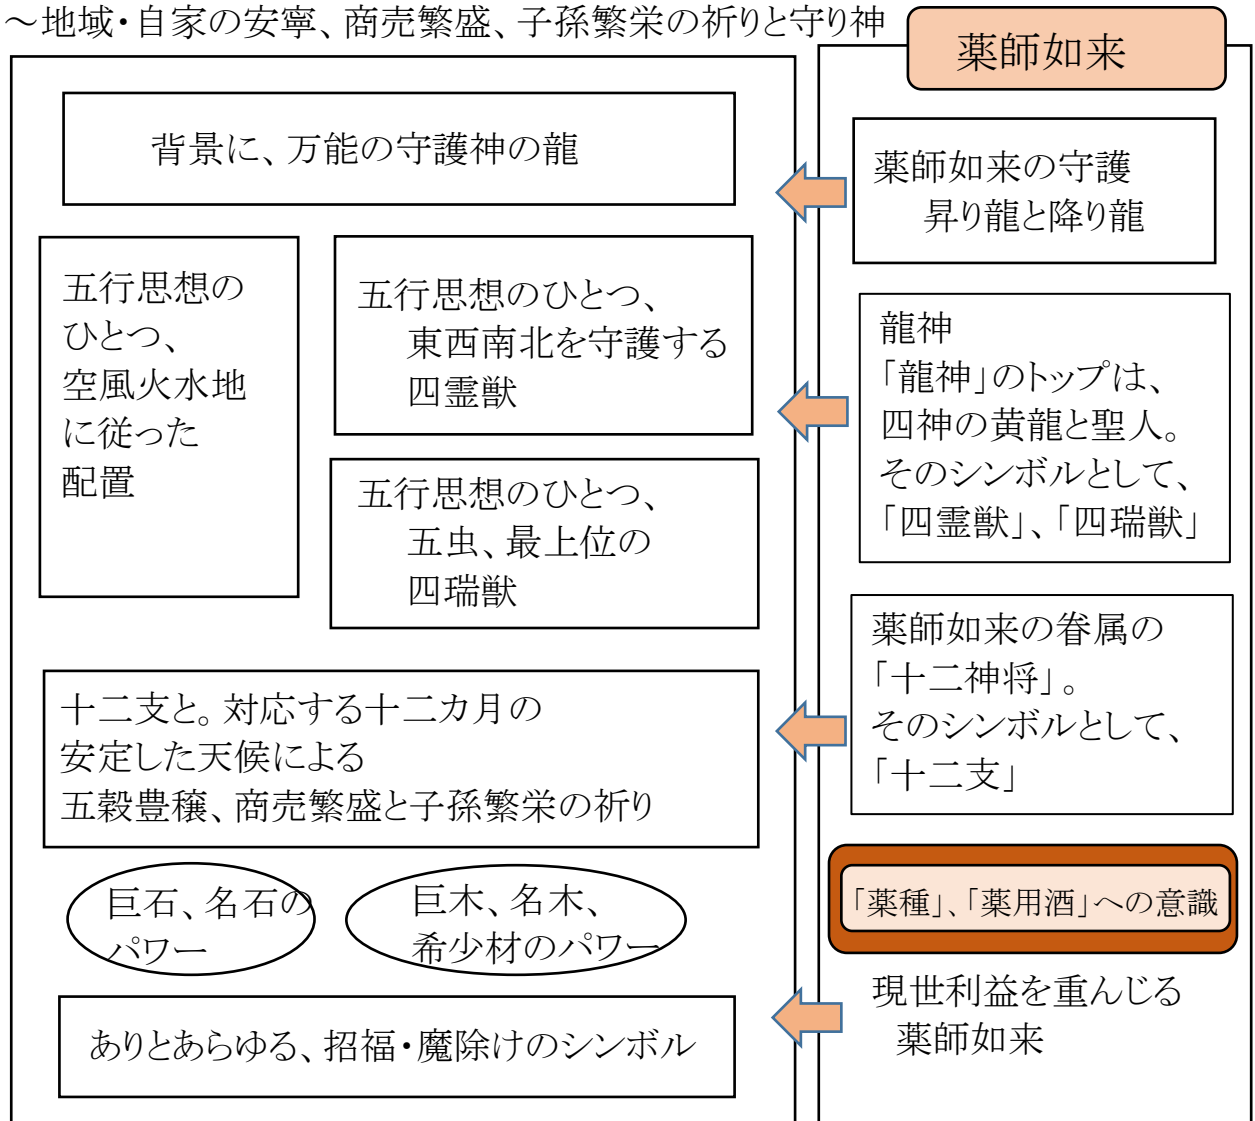 ～地域・自家の安寧、商売繁盛、子孫繁栄の祈りと守り神
背景に、万能の守護神の龍
五行思想の
ひとつ、
空風火水地
に従った
配置
五行思想のひとつ、
東西南北を守護する
四霊獣
五行思想のひとつ、
五虫、最上位の
四瑞獣
十二支と。対応する十二カ月の
安定した天候による
五穀豊穣、商売繁盛と子孫繁栄の祈り
巨石、名石の
パワー
巨木、名木、
希少材のパワー
ありとあらゆる、招福・魔除けのシンボル
薬師如来
薬師如来の守護
昇り龍と降り龍
龍神
「龍神」のトップは、
四神の黄龍と聖人。
そのシンボルとして、
「四霊獣」、「四瑞獣」
薬師如来の眷属の
「十二神将」。
そのシンボルとして、
「十二支」
「薬種」、「薬用酒」への意識
現世利益を重んじる
薬師如来